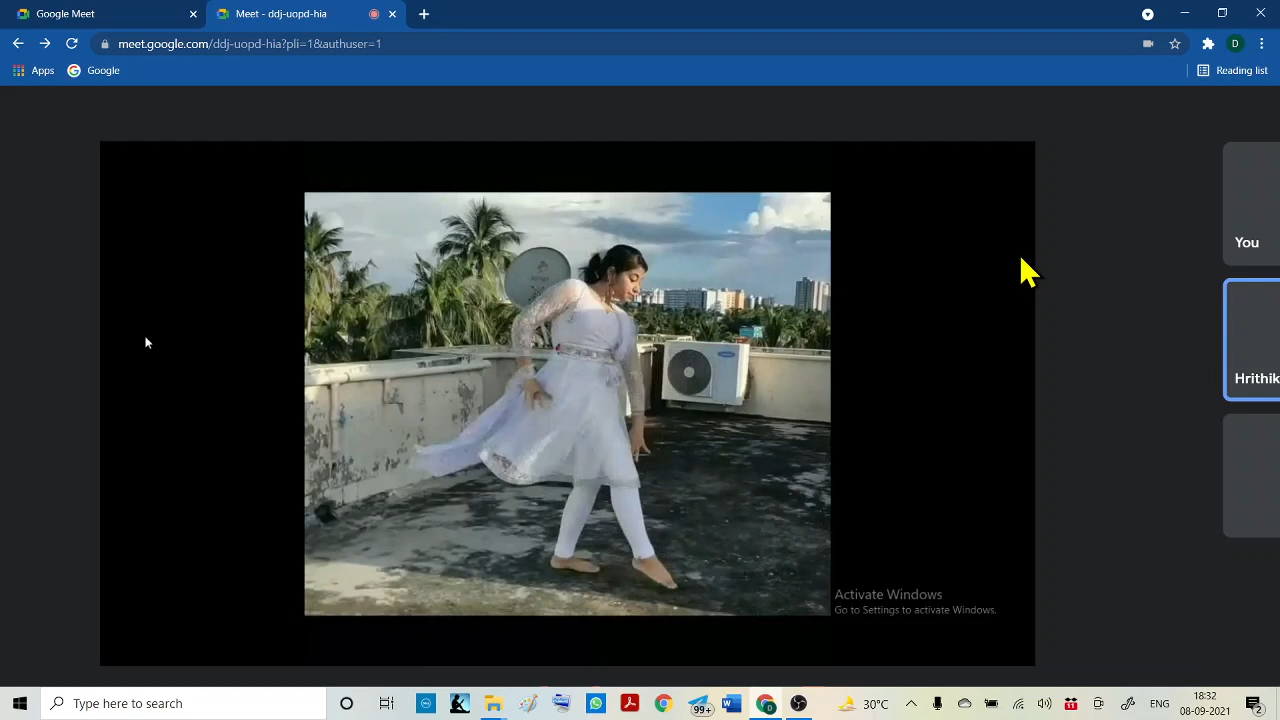 Google Meet
Meet - ddj-uopd-hia
meet.google.com/ddj-uopd-hia?pli=1&authuser=1
D
Apps
Google
Reading list
You
Hrithik
Activate Windows
Go to Settings to activate Windows.
Type here to search
99+
W
D
30°C
11
ENG
18:32
08-09-2021
2